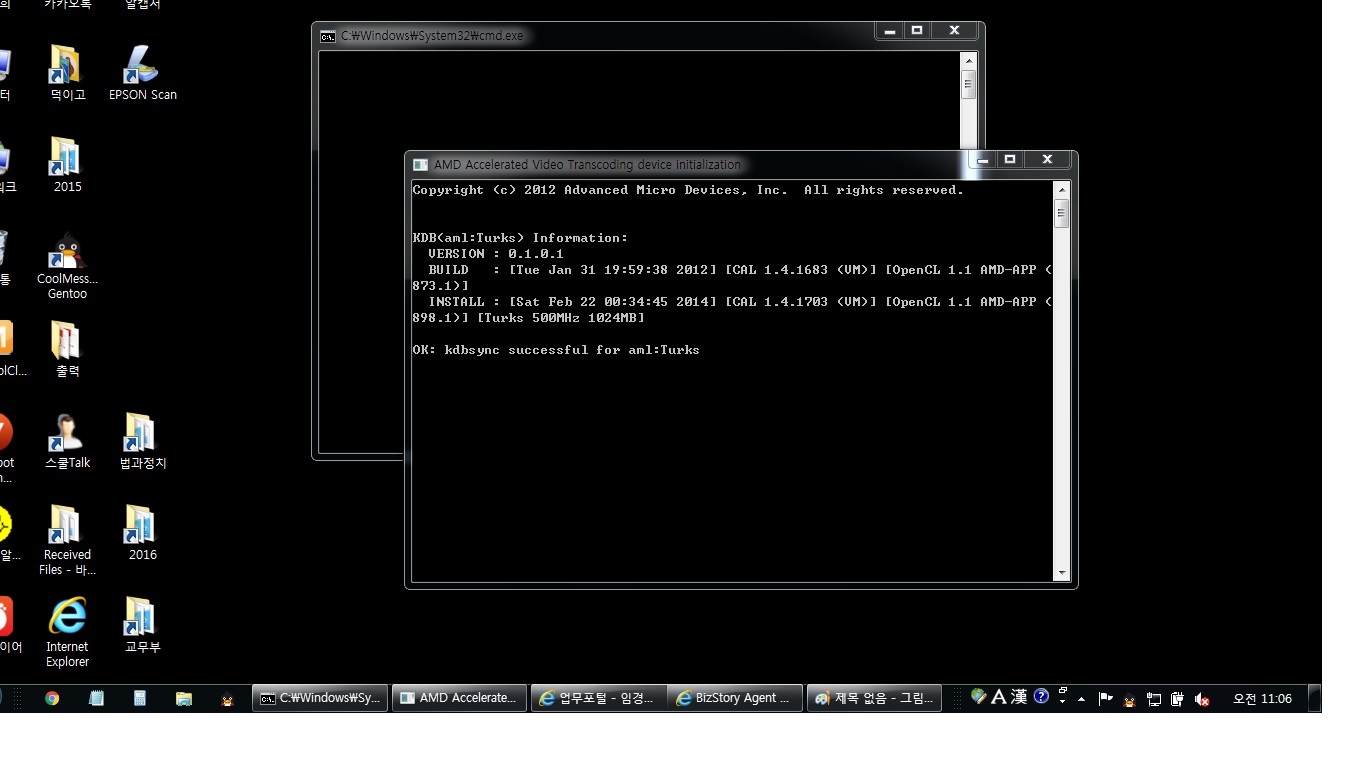 희
카카오톡
알캡처
터
덕이고
EPSON Scan
워크
2015
통
CoolMess...
Gentoo
olCl...
출력
oot
n...
스쿨Talk
법과정치
알...
Received
Files - 바...
2016
이어
Internet
Explorer
교무부
C:\Windows\System32\cmd.exe
AMD Accelerated Video Transcoding device initialization
Copyright (c) 2012 Advanced Micro Devices, Inc.  All rights reserved.
KDB(aml:Turks) Information:
VERSION : 0.1.0.1
BUILD   : [Tue Jan 31 19:59:38 2012] [CAL 1.4.1683 (VM)] [OpenCL 1.1 AMD-APP (
873.1)]
INSTALL : [Sat Feb 22 00:34:45 2014] [CAL 1.4.1703 (VM)] [OpenCL 1.1 AMD-APP (
898.1)] [Turks 500MHz 1024MB]
OK: kdbsync successful for aml:Turks
C:\Windows\Sy...
AMD Accelerate...
업무포털 - 임경...
BizStory Agent ...
제목 없음 - 그림...
A 漢
오전 11:06